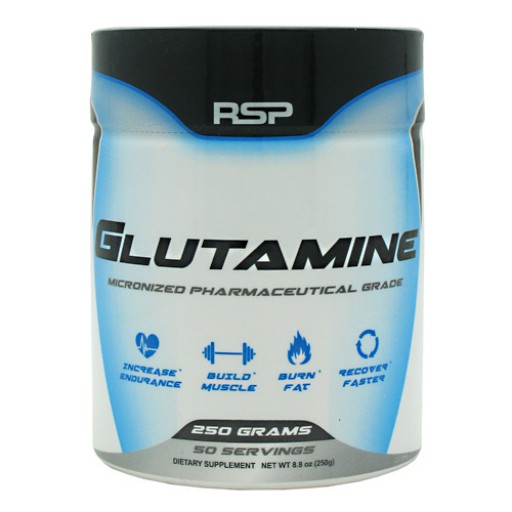 RSP
GLUTAMINE
MICRONIZED PHARMACEUTICAL GRADE
INCREASE*
ENDURANCE
BUILD*
MUSCLE
BURN*
FAT
RECOVER*
FASTER
250 GRAMS
50 SERVINGS
DIETARY SUPPLEMENT NET WT 8.8 oz (250g)